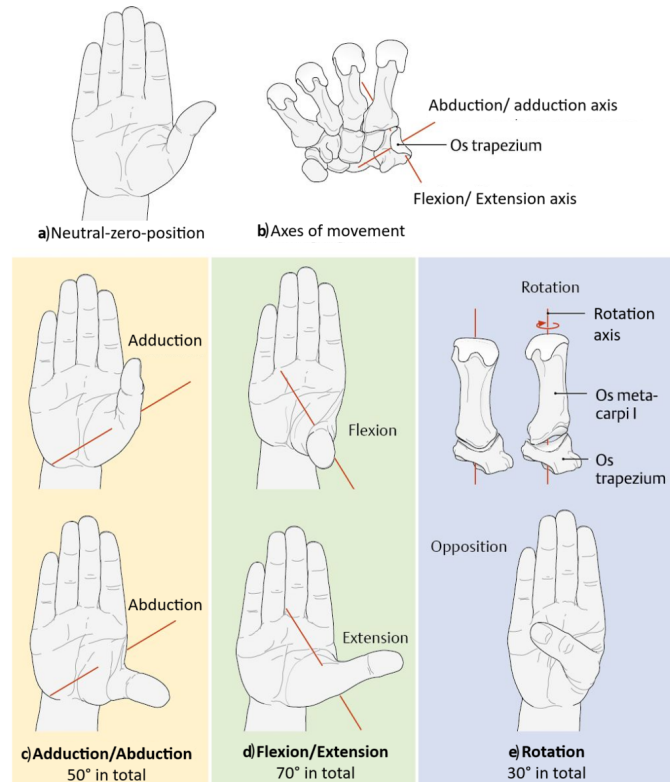 Abduction/ adduction axis
Os trapezium
Flexion/ Extension axis
a)Neutral-zero-position
b)Axes of movement
Adduction
Abduction
c)Adduction/Abduction
50° in total
Flexion
Extension
d)Flexion/Extension
70° in total
Rotation
Rotation
axis
Os meta-
carpi I
Os
trapezium
Opposition
e)Rotation
30° in total